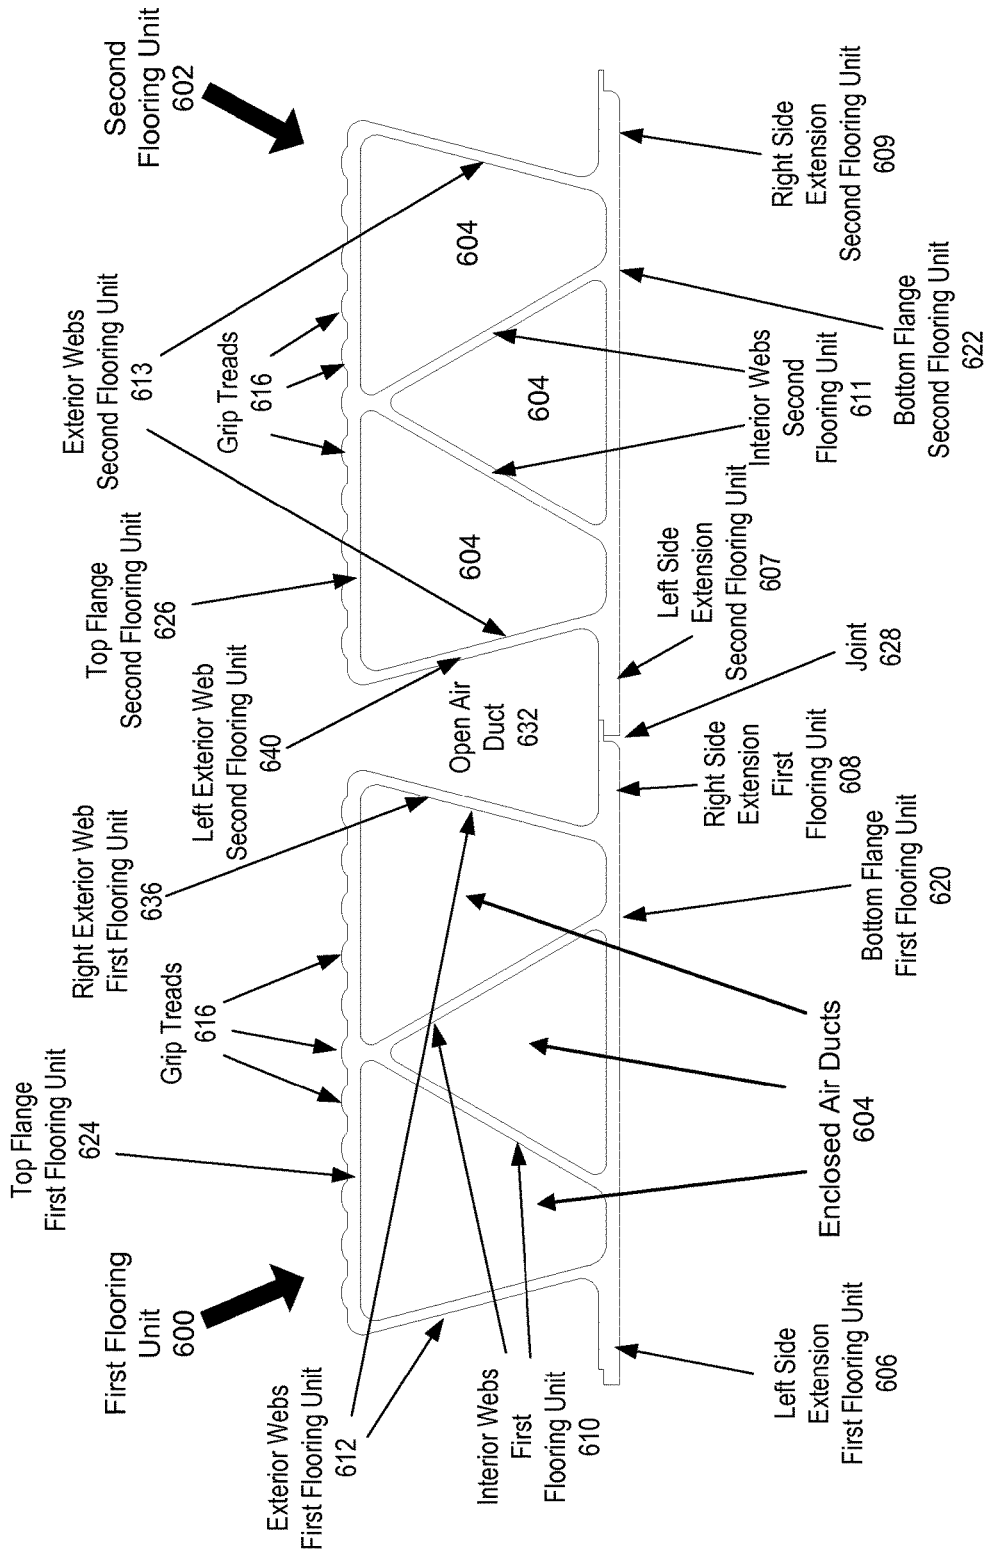 First Flooring
Unit
600
Top Flange
First Flooring Unit
624
Grip Treads
616
Right Exterior Web
First Flooring Unit
636
Left Exterior Web
Second Flooring Unit
640
Top Flange
Second Flooring Unit
626
Exterior Webs
Second Flooring Unit
613
Grip Treads
616
Second
Flooring Unit
602
Exterior Webs
First Flooring Unit
612
Interior Webs
First
Flooring Unit
610
Open Air
Duct
632
604
604
604
Left Side
Extension
First Flooring Unit
606
Enclosed Air Ducts
604
Bottom Flange
First Flooring Unit
620
Right Side
Extension
First
Flooring Unit
608
Joint
628
Left Side
Extension
Second Flooring Unit
607
Interior Webs
Second
Flooring Unit
611
Bottom Flange
Second Flooring Unit
622
Right Side
Extension
Second Flooring Unit
609